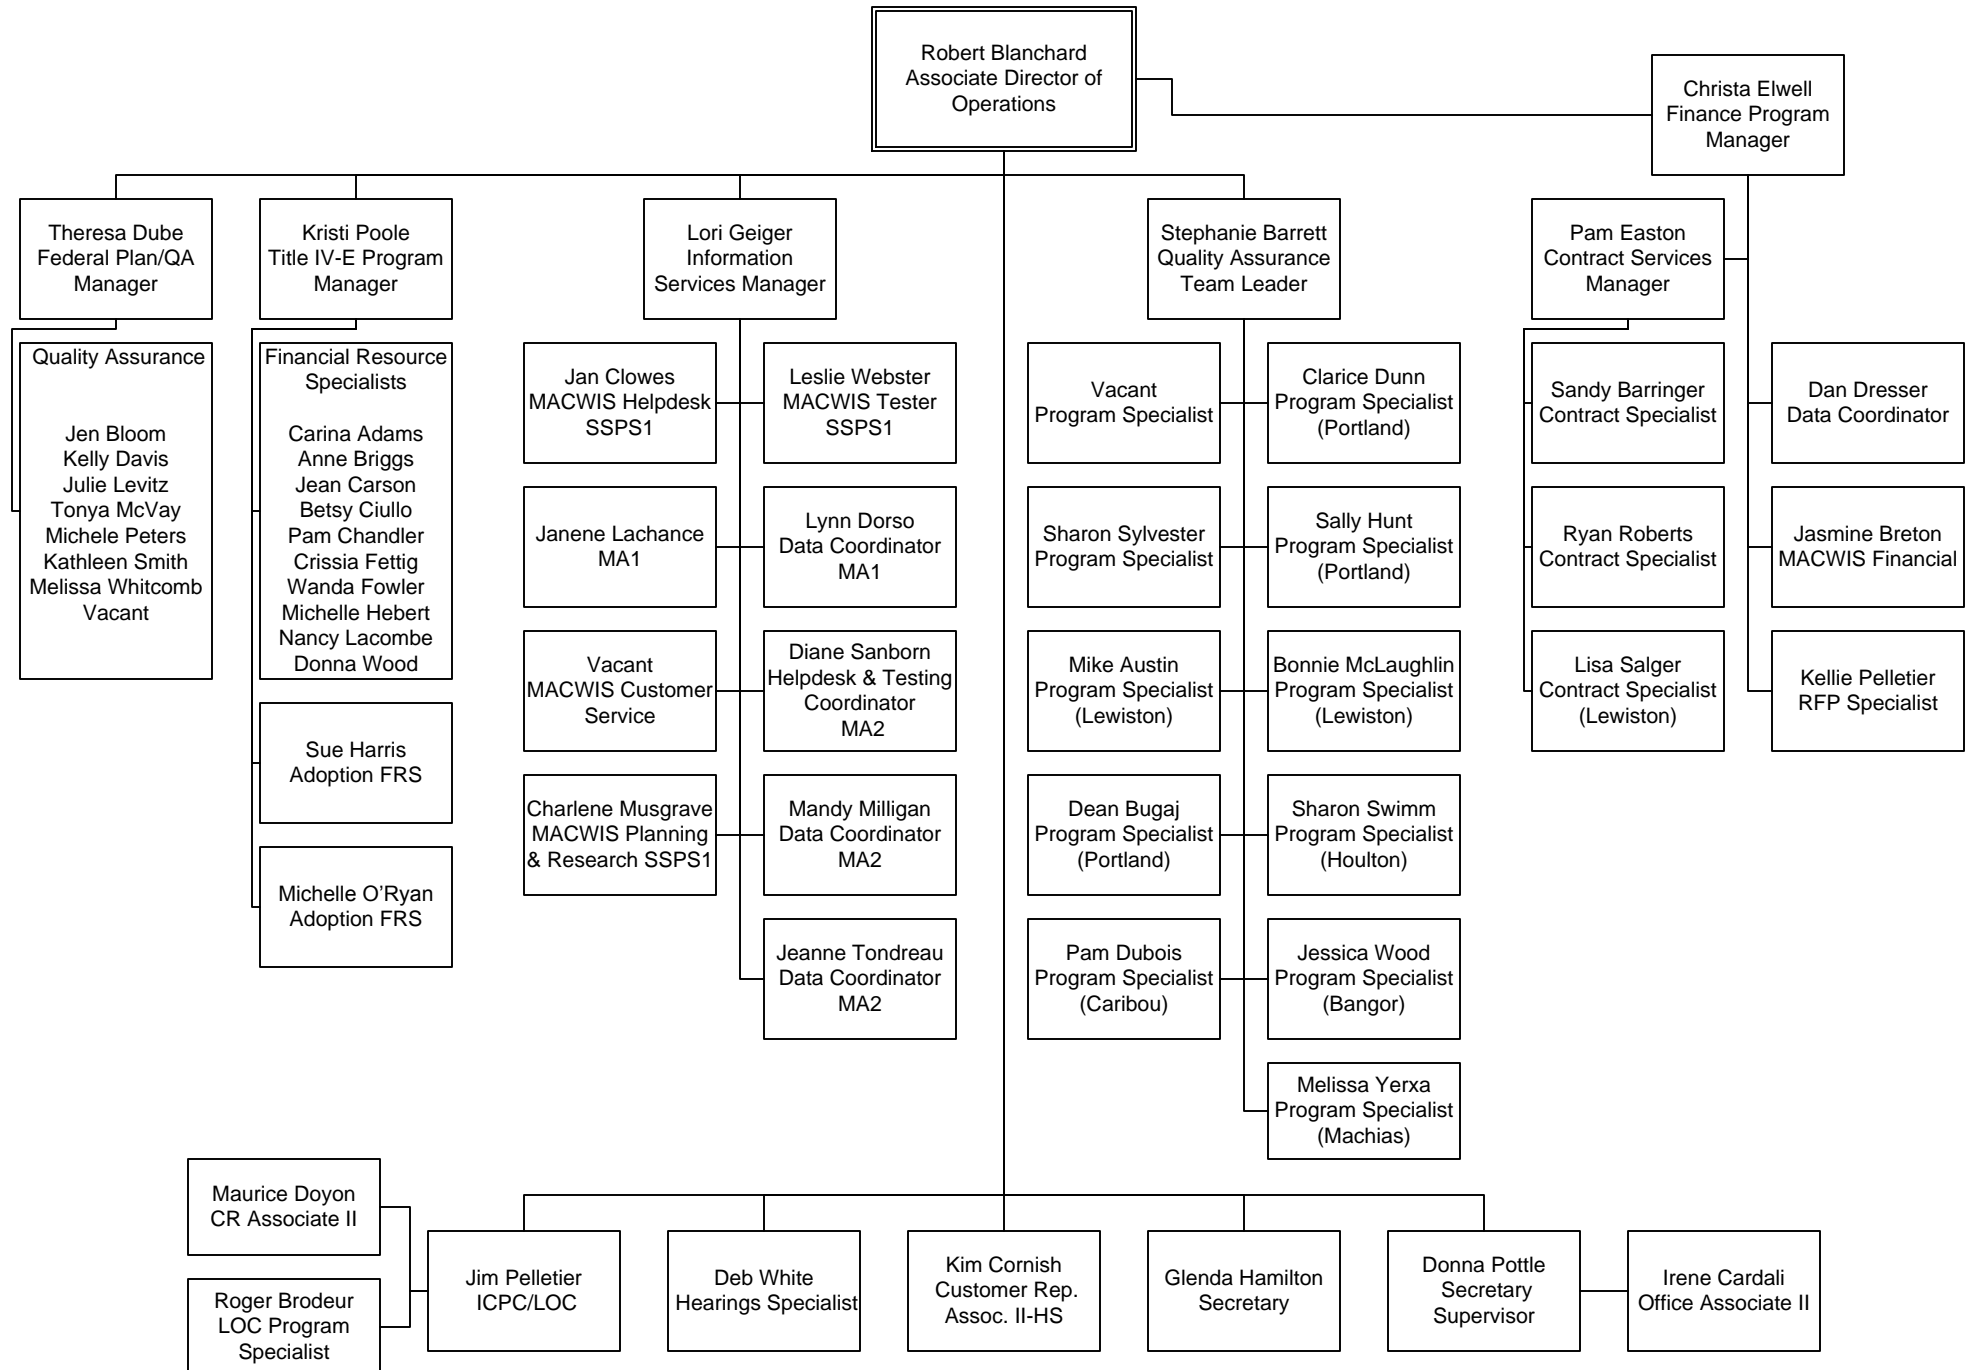 Robert Blanchard
Associate Director of
Operations
Christa Elwell
Finance Program
Manager
Theresa Dube
Federal Plan/QA
Manager
Kristi Poole
Title IV-E Program
Manager
Lori Geiger
Information
Services Manager
Stephanie Barrett
Quality Assurance
Team Leader
Pam Easton
Contract Services
Manager
Quality Assurance
Jen Bloom
Kelly Davis
Julie Levitz
Tonya McVay
Michele Peters
Kathleen Smith
Melissa Whitcomb
Vacant
Financial Resource
Specialists
Carina Adams
Anne Briggs
Jean Carson
Betsy Ciullo
Pam Chandler
Crissia Fettig
Wanda Fowler
Michelle Hebert
Nancy Lacombe
Donna Wood
Sue Harris
Adoption FRS
Michelle O’Ryan
Adoption FRS
Jan Clowes
MACWIS Helpdesk
SSPS1
Leslie Webster
MACWIS Tester
SSPS1
Janene Lachance
MA1
Lynn Dorso
Data Coordinator
MA1
Vacant
MACWIS Customer
Service
Diane Sanborn
Helpdesk & Testing
Coordinator
MA2
Charlene Musgrave
MACWIS Planning
& Research SSPS1
Mandy Milligan
Data Coordinator
MA2
Jeanne Tondreau
Data Coordinator
MA2
Vacant
Program Specialist
Clarice Dunn
Program Specialist
(Portland)
Sharon Sylvester
Program Specialist
Sally Hunt
Program Specialist
(Portland)
Mike Austin
Program Specialist
(Lewiston)
Bonnie McLaughlin
Program Specialist
(Lewiston)
Dean Bugaj
Program Specialist
(Portland)
Sharon Swimm
Program Specialist
(Houlton)
Pam Dubois
Program Specialist
(Caribou)
Jessica Wood
Program Specialist
(Bangor)
Melissa Yerxa
Program Specialist
(Machias)
Sandy Barringer
Contract Specialist
Dan Dresser
Data Coordinator
Ryan Roberts
Contract Specialist
Jasmine Breton
MACWIS Financial
Lisa Salger
Contract Specialist
(Lewiston)
Kellie Pelletier
RFP Specialist
Maurice Doyon
CR Associate II
Roger Brodeur
LOC Program
Specialist
Jim Pelletier
ICPC/LOC
Deb White
Hearings Specialist
Kim Cornish
Customer Rep.
Assoc. II-HS
Glenda Hamilton
Secretary
Donna Pottle
Secretary
Supervisor
Irene Cardali
Office Associate II